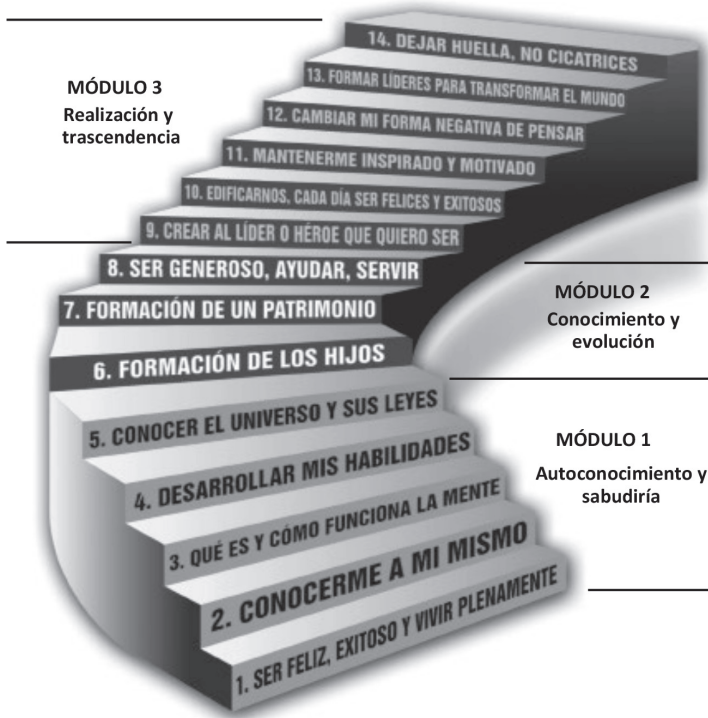 14. DEJAR HUELLA, NO CICATRICES
13. FORMAR LÍDERES PARA TRANSFORMAR EL MUNDO
12. CAMBIAR MI FORMA NEGATIVA DE PENSAR
11. MANTENERME INSPIRADO Y MOTIVADO
10. EDIFICARNOS, CADA DÍA SER FELICES Y EXITOSOS
9. CREAR AL LÍDER O HÉROE QUE QUIERO SER
MÓDULO 3
Realización y
trascendencia
8. SER GENEROSO, AYUDAR, SERVIR
7. FORMACIÓN DE UN PATRIMONIO
6. FORMACIÓN DE LOS HIJOS
MÓDULO 2
Conocimiento y
evolución
5. CONOCER EL UNIVERSO Y SUS LEYES
4. DESARROLLAR MIS HABILIDADES
3. QUÉ ES Y CÓMO FUNCIONA LA MENTE
2. CONOCERME A MI MISMO
1. SER FELIZ, EXITOSO Y VIVIR PLENAMENTE
MÓDULO 1
Autoconocimiento y
sabudiría